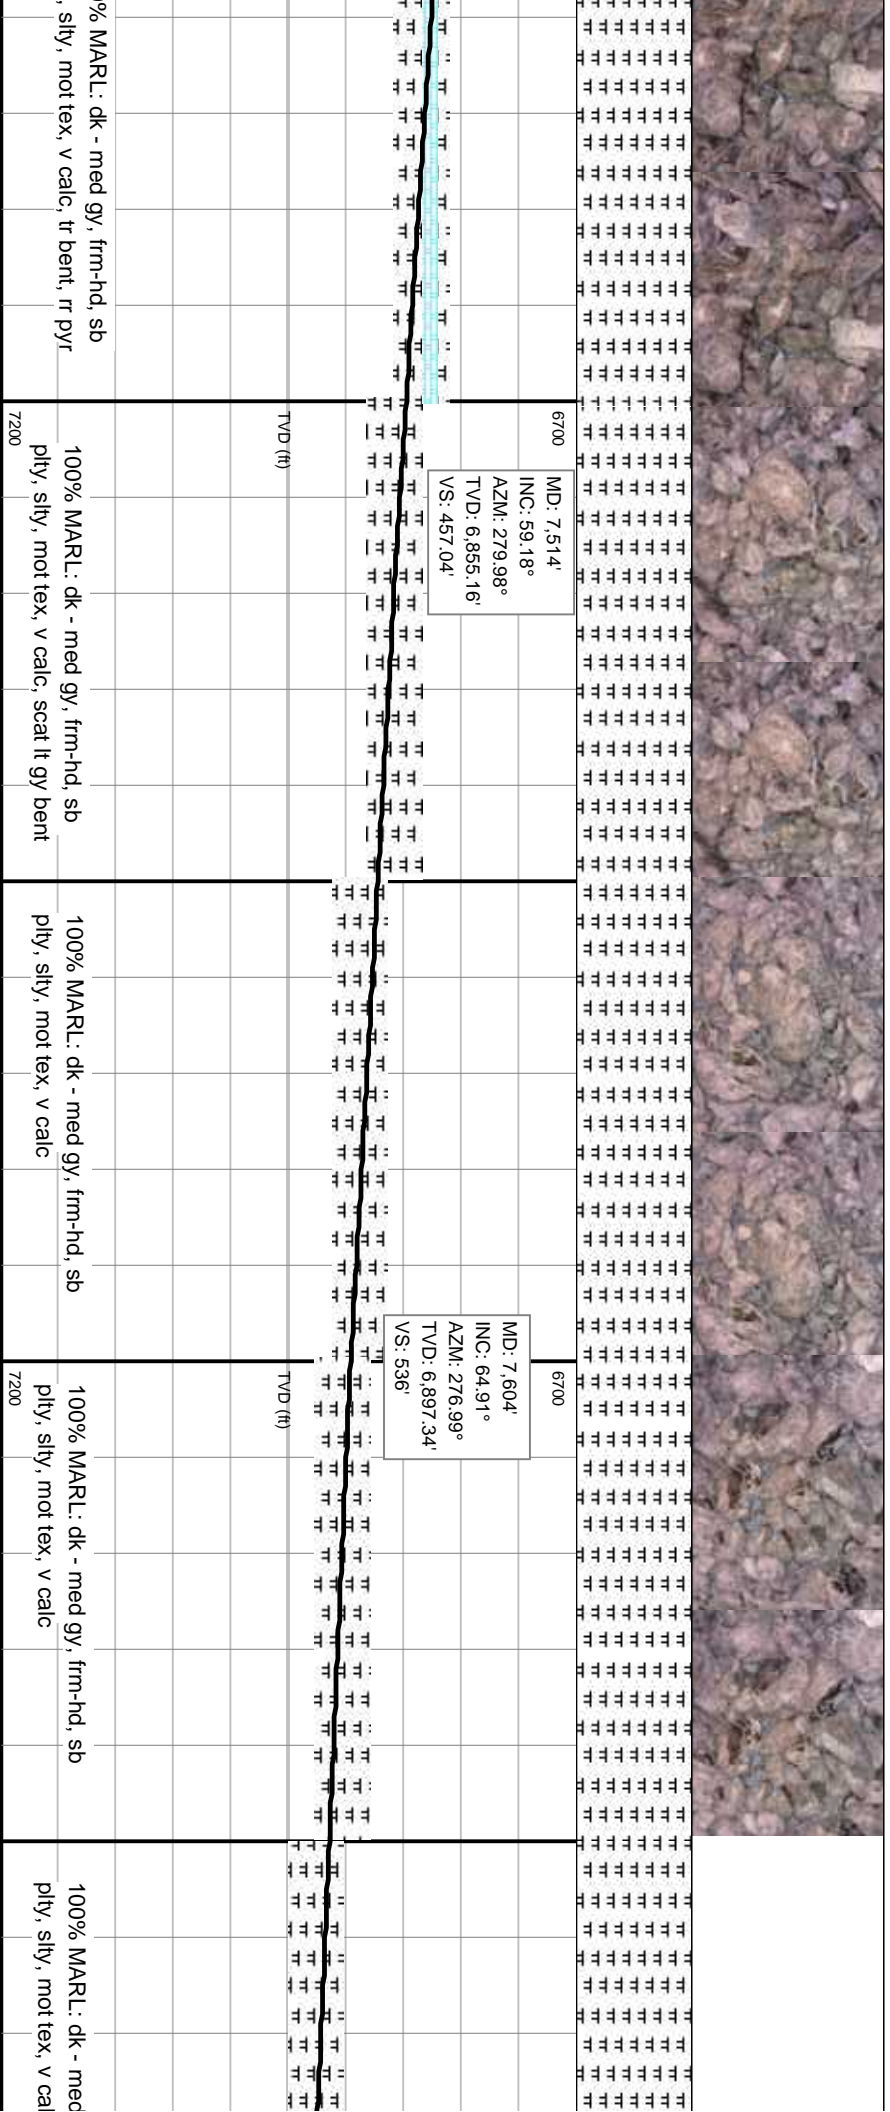 % MARL: dk - med gy, frm-hd, sb
, slty, mot tex, v calc, tr bent, rr pyr
6700
TVD (ft)
7200
MD: 7,514'
INC: 59.18°
AZM: 279.98°
TVD: 6,855.16'
VS: 457.04'
100% MARL: dk - med gy, frm-hd, sb
plty, slty, mot tex, v calc, scat lt gy bent
100% MARL: dk - med gy, frm-hd, sb
plty, slty, mot tex, v calc
MD: 7,604'
INC: 64.91°
AZM: 276.99°
TVD: 6,897.34'
VS: 536'
6700
TVD (ft)
7200
100% MARL: dk - med gy, frm-hd, sb
plty, slty, mot tex, v calc
100% MARL: dk - med
plty, slty, mot tex, v cal